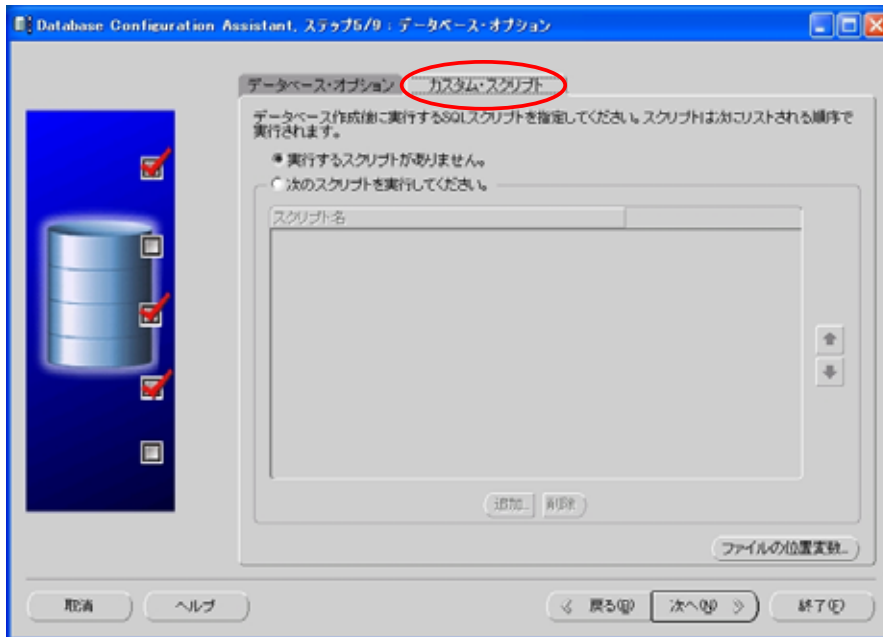 Database Configuration Assistant, ステップ5/9 : データベース・オプション
データベース・オプション
カスタム・スクリプト
データベース作成後に実行するSQLスクリプトを指定してください。スクリプトは次にリストされる順序で
実行されます。
実行するスクリプトがありません。
次のスクリプトを実行してください。
スクリプト名
追加...
削除
ファイルの位置変数...
取消
ヘルプ
戻る(B)
次へ(N)
終了(F)